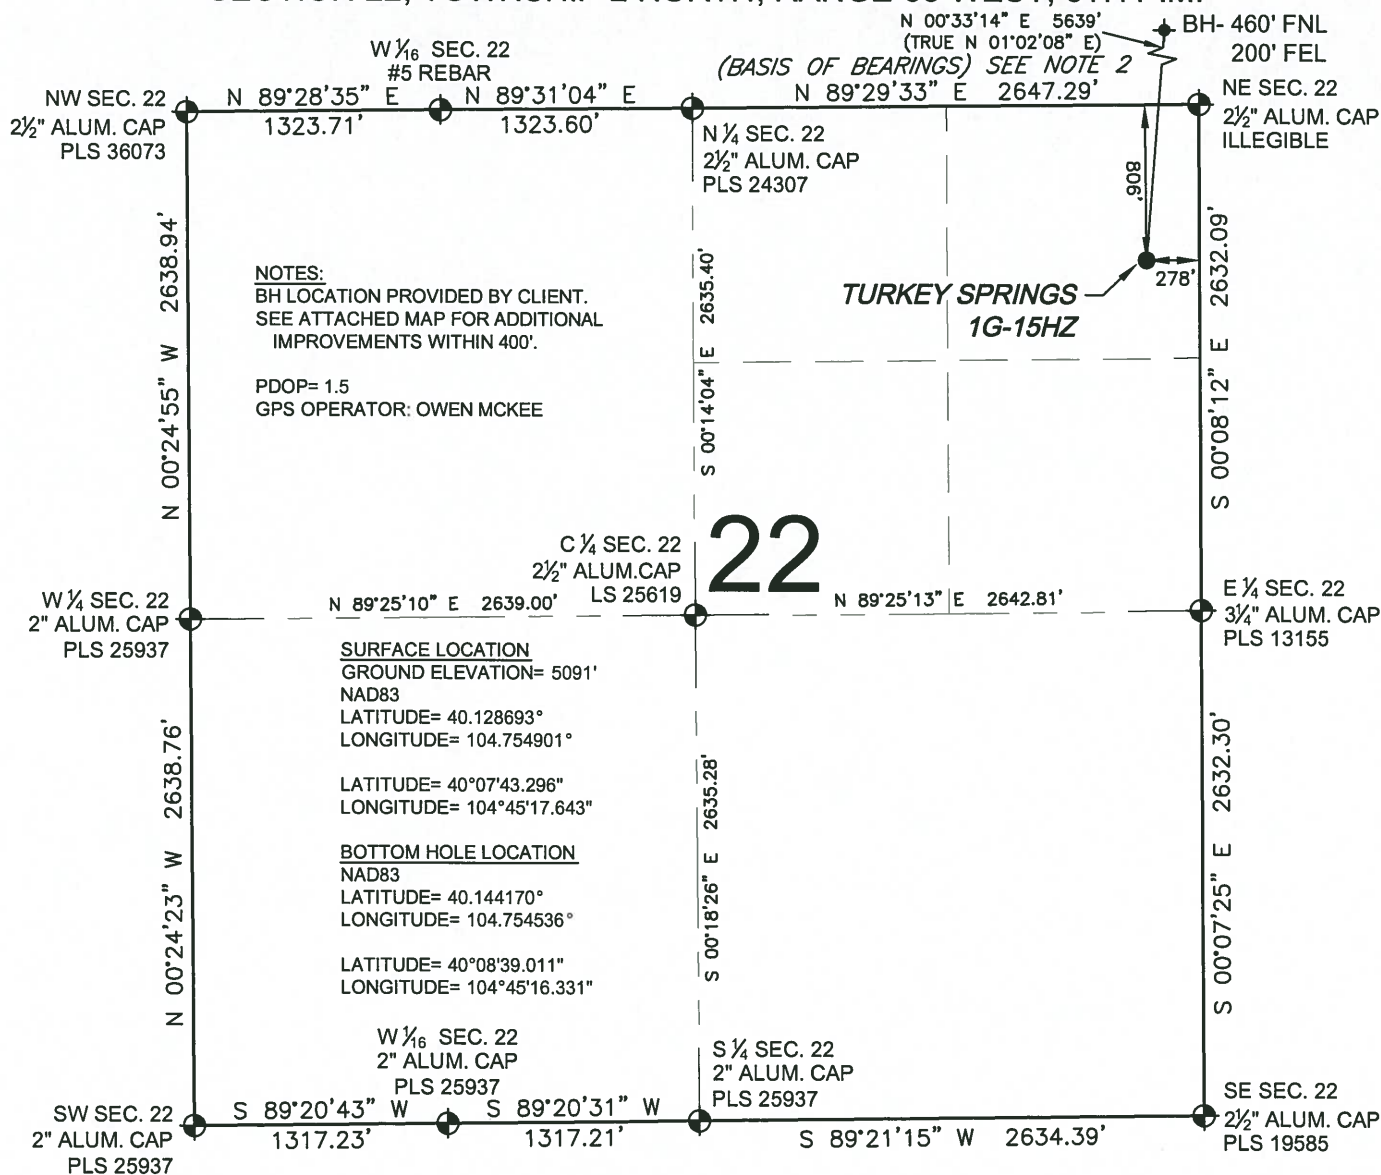 N 00°33'14" E 5639'
(TRUE N 01°02'08" E)
BH- 460' FNL
200' FEL
(BASIS OF BEARINGS) SEE NOTE 2
W 1/16 SEC. 22
#5 REBAR
NW SEC. 22
2½" ALUM. CAP
PLS 36073
N 89°28'35" E
1323.71'
N 89°31'04" E
1323.60'
N 89°29'33" E 2647.29'
NE SEC. 22
2½" ALUM. CAP
ILLEGIBLE
N ¼ SEC. 22
2½" ALUM. CAP
PLS 24307
806'
278'
TURKEY SPRINGS
1G-15HZ
N 00°24'55" W 2638.94'
NOTES:
BH LOCATION PROVIDED BY CLIENT.
SEE ATTACHED MAP FOR ADDITIONAL
IMPROVEMENTS WITHIN 400'.
PDOP= 1.5
GPS OPERATOR: OWEN MCKEE
S 00°14'04" E 2635.40'
S 00°08'12" E 2632.09'
22
C ¼ SEC. 22
2½" ALUM.CAP
LS 25619
W ¼ SEC. 22
2" ALUM. CAP
PLS 25937
N 89°25'10" E 2639.00'
N 89°25'13" E 2642.81'
E ¼ SEC. 22
3¼" ALUM. CAP
PLS 13155
SURFACE LOCATION
GROUND ELEVATION= 5091'
NAD83
LATITUDE= 40.128693°
LONGITUDE= 104.754901°
LATITUDE= 40°07'43.296"
LONGITUDE= 104°45'17.643"
BOTTOM HOLE LOCATION
NAD83
LATITUDE= 40.144170°
LONGITUDE= 104.754536°
LATITUDE= 40°08'39.011"
LONGITUDE= 104°45'16.331"
N 00°24'23" W 2638.76'
S 00°18'26" E 2635.28'
S 00°07'25" E 2632.30'
W 1/16 SEC. 22
2" ALUM. CAP
PLS 25937
S ¼ SEC. 22
2" ALUM. CAP
PLS 25937
SW SEC. 22
2" ALUM. CAP
PLS 25937
S 89°20'43" W
1317.23'
S 89°20'31" W
1317.21'
S 89°21'15" W 2634.39'
SE SEC. 22
2½" ALUM. CAP
PLS 19585